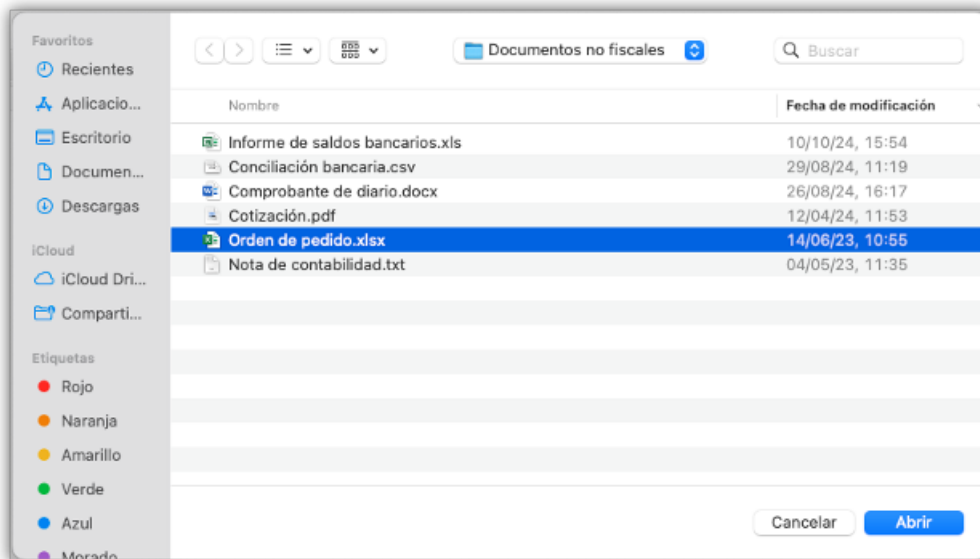 Favoritos
Recientes
Aplicacio...
Escritorio
Documen...
Descargas
iCloud
iCloud Dri...
Comparti...
Etiquetas
Rojo
Naranja
Amarillo
Verde
Azul
Morado
Documentos no fiscales
Buscar
Nombre Fecha de modificación
Informe de saldos bancarios.xls 10/10/24, 15:54
Conciliación bancaria.csv 29/08/24, 11:19
Comprobante de diario.docx 26/08/24, 16:17
Cotización.pdf 12/04/24, 11:53
Orden de pedido.xlsx 14/06/23, 10:55
Nota de contabilidad.txt 04/05/23, 11:35
Cancelar Abrir